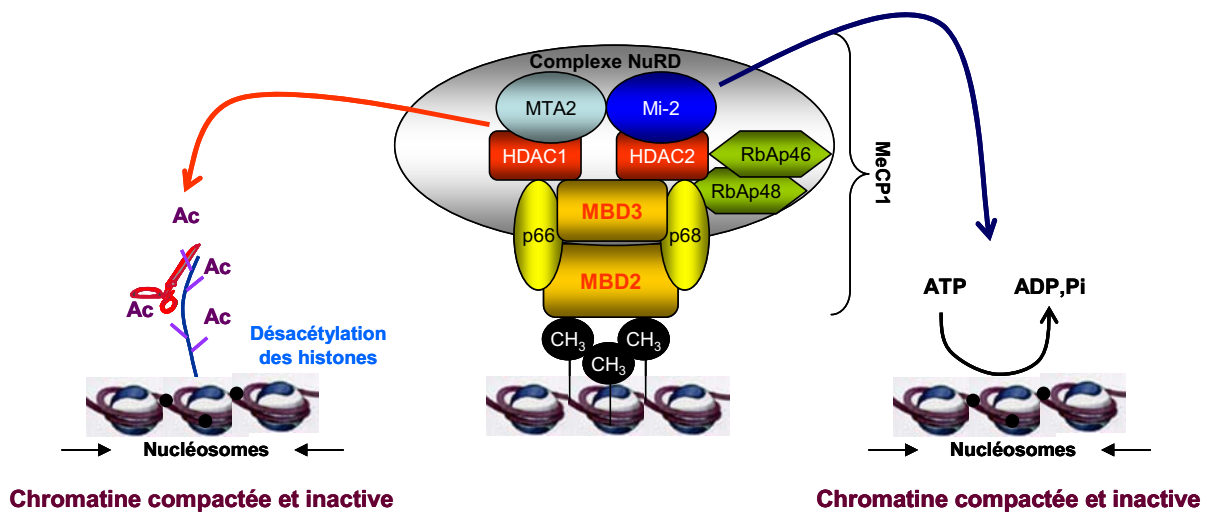 Complexe NuRD
MTA2
Mi-2
HDAC1
HDAC2
RbAp46
RbAp48
MeCP1
MBD3
p66
p68
MBD2
CH3
CH3
CH3
Ac
Ac
Ac
Ac
Désacétylation
des histones
ATP
ADP,Pi
Nucléosomes
Nucléosomes
Chromatine compactée et inactive
Chromatine compactée et inactive